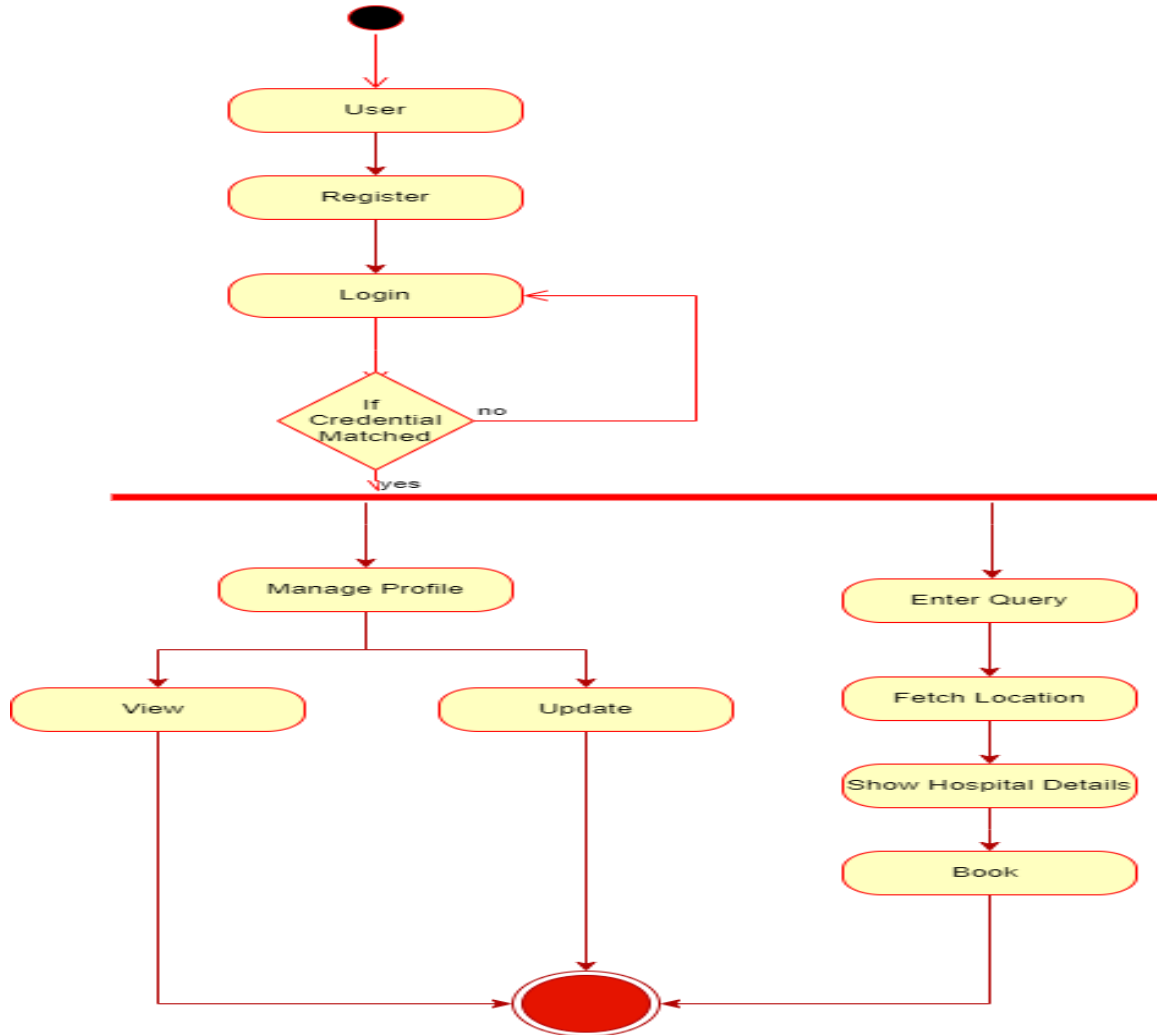 User
Register
Login
If
Credential
Matched
no
yes
Manage Profile
Enter Query
View
Update
Fetch Location
Show Hospital Details
Book